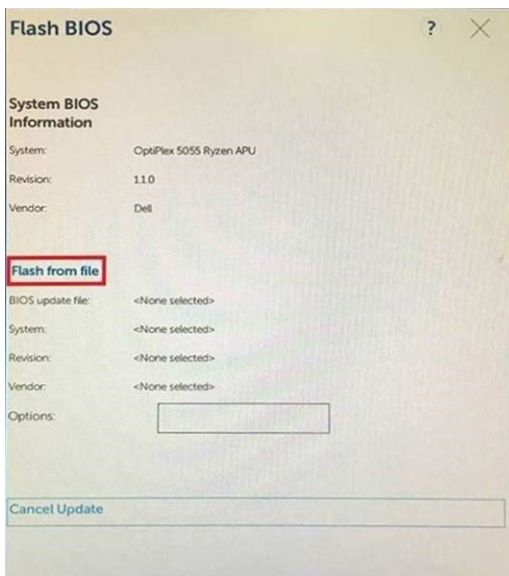 Flash BIOS ?
System BIOS
Information
System: OptiPlex 5055 Ryzen APU
Revision: 1.1.0
Vendor: Dell
Flash from file
BIOS update file: <None selected>
System: <None selected>
Revision: <None selected>
Vendor: <None selected>
Options:
Cancel Update